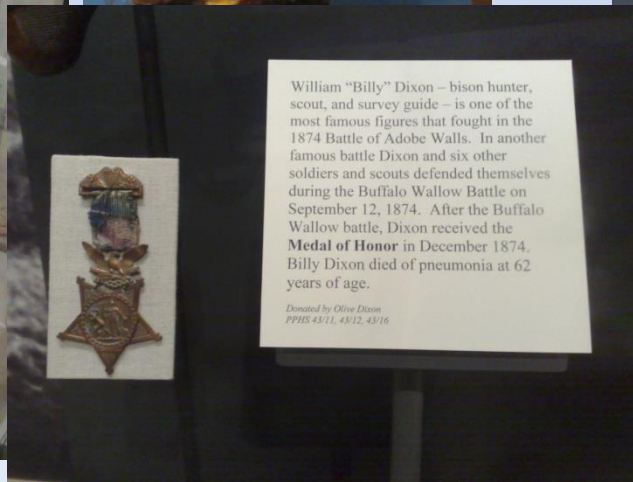 William “Billy” Dixon – bison hunter,
scout, and survey guide – is one of the
most famous figures that fought in the
1874 Battle of Adobe Walls.  In another
famous battle Dixon and six other
soldiers and scouts defended themselves
during the Buffalo Wallow Battle on
September 12, 1874.  After the Buffalo
Wallow battle, Dixon received the
Medal of Honor in December 1874.
Billy Dixon died of pneumonia at 62
years of age.
Donated by Olive Dixon
PPHS 43/11, 43/12, 43/16